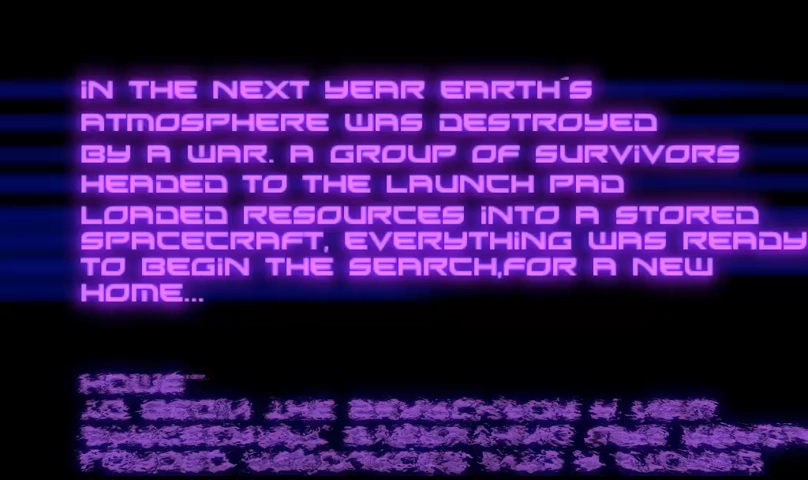 IN THE NEXT YEAR EARTH´S
ATMOSPHERE WAS DESTROYED
BY A WAR. A GROUP OF SURVIVORS
HEADED TO THE LAUNCH PAD
LOADED RESOURCES INTO A STORED
SPACECRAFT, EVERYTHING WAS READY
TO BEGIN THE SEARCH,FOR A NEW
HOME...